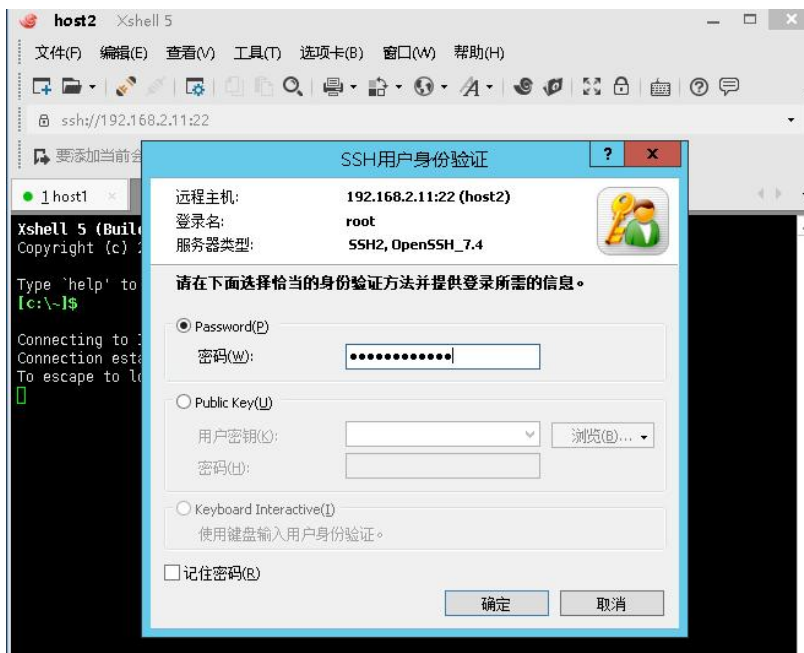 host2 Xshell 5
文件(F) 编辑(E) 查看(V) 工具(T) 选项卡(B) 窗口(W) 帮助(H)
ssh://192.168.2.11:22
要添加当前会
1 host1
Xshell 5 (Buil
Copyright (c)
Type `help' to
[c:\~]$
Connecting to
Connection esta
To escape to lo
SSH用户身份验证
? x
远程主机: 192.168.2.11:22 (host2)
登录名: root
服务器类型: SSH2, OpenSSH_7.4
请在下面选择恰当的身份验证方法并提供登录所需的信息。
Password(P)
密码(W): ●●●●●●●●●●●●
Public Key(U)
用户密钥(K): 浏览(B)...
密码(H):
Keyboard Interactive(I)
使用键盘输入用户身份验证。
记住密码(R)
确定 取消